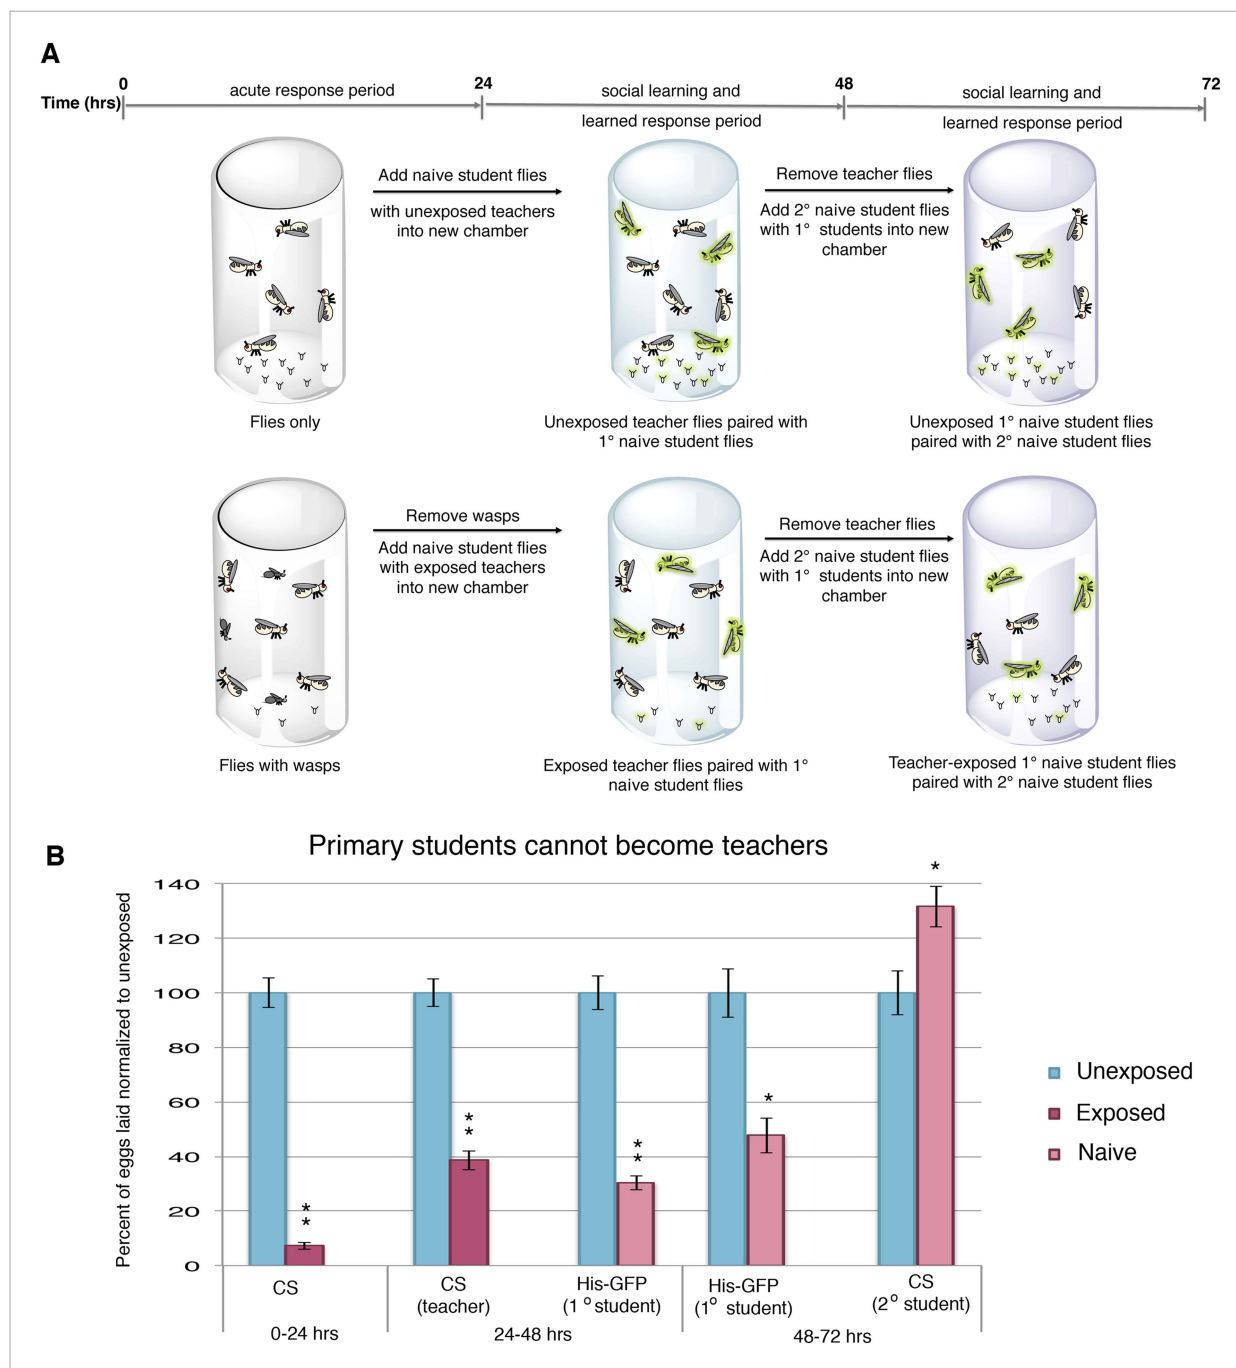 A
0
24
48
72
Time (hrs)
acute response period
social learning and
learned response period
social learning and
learned response period
Add naive student flies
with unexposed teachers
into new chamber
Remove teacher flies
Add 2° naive student flies
with 1° students into new
chamber
Flies only
Unexposed teacher flies paired with
1° naive student flies
Unexposed 1° naive student flies
paired with 2° naive student flies
Remove wasps
Add naive student flies
with exposed teachers
into new chamber
Remove teacher flies
Add 2° naive student flies
with 1° students into new
chamber
Flies with wasps
Exposed teacher flies paired with 1°
naive student flies
Teacher-exposed 1° naive student flies
paired with 2° naive student flies
B
Primary students cannot become teachers
Percent of eggs laid normalized to unexposed
140
120
100
80
60
40
20
0
*
*
*
*
*
*
*
*
CS
CS
(teacher)
His-GFP
(1° student)
His-GFP
(1° student)
CS
(2° student)
0-24 hrs
24-48 hrs
48-72 hrs
Unexposed
Exposed
Naive